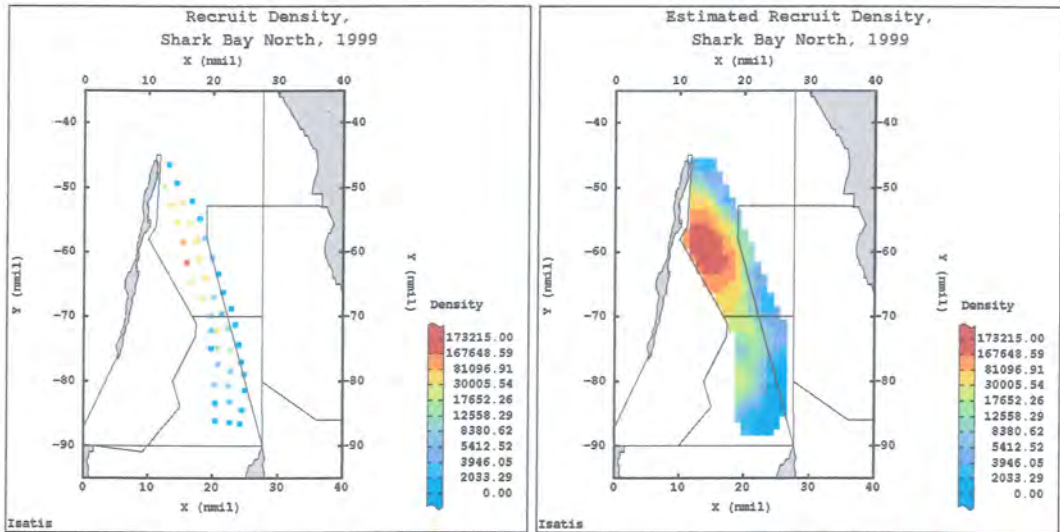 Recruit Density,
Shark Bay North, 1999
X (nmil)
0 10 20 30 40
-40 -40
-50 -50
-60 -60
-70 -70
-80 -80
-90 -90
Y (nmil)
Y (nmil)
Density
173215.00
167648.59
81096.91
30005.54
17652.26
12558.29
8380.62
5412.52
3946.05
2033.29
0.00
0 10 20 30 40
X (nmil)
Isatis
Estimated Recruit Density,
Shark Bay North, 1999
X (nmil)
0 10 20 30 40
-40 -40
-50 -50
-60 -60
-70 -70
-80 -80
-90 -90
Y (nmil)
Y (nmil)
Density
173215.00
167648.59
81096.91
30005.54
17652.26
12558.29
8380.62
5412.52
3946.05
2033.29
0.00
0 10 20 30 40
X (nmil)
Isatis